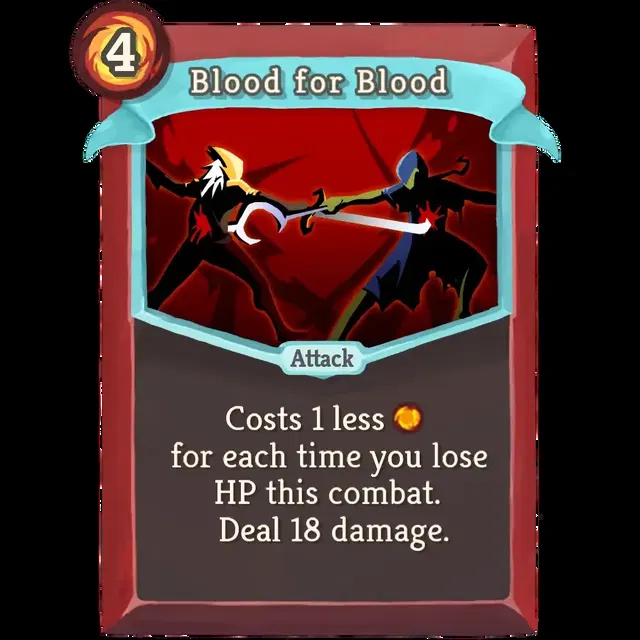 4
Blood for Blood
Attack
Costs 1 less
for each time you lose
HP this combat.
Deal 18 damage.